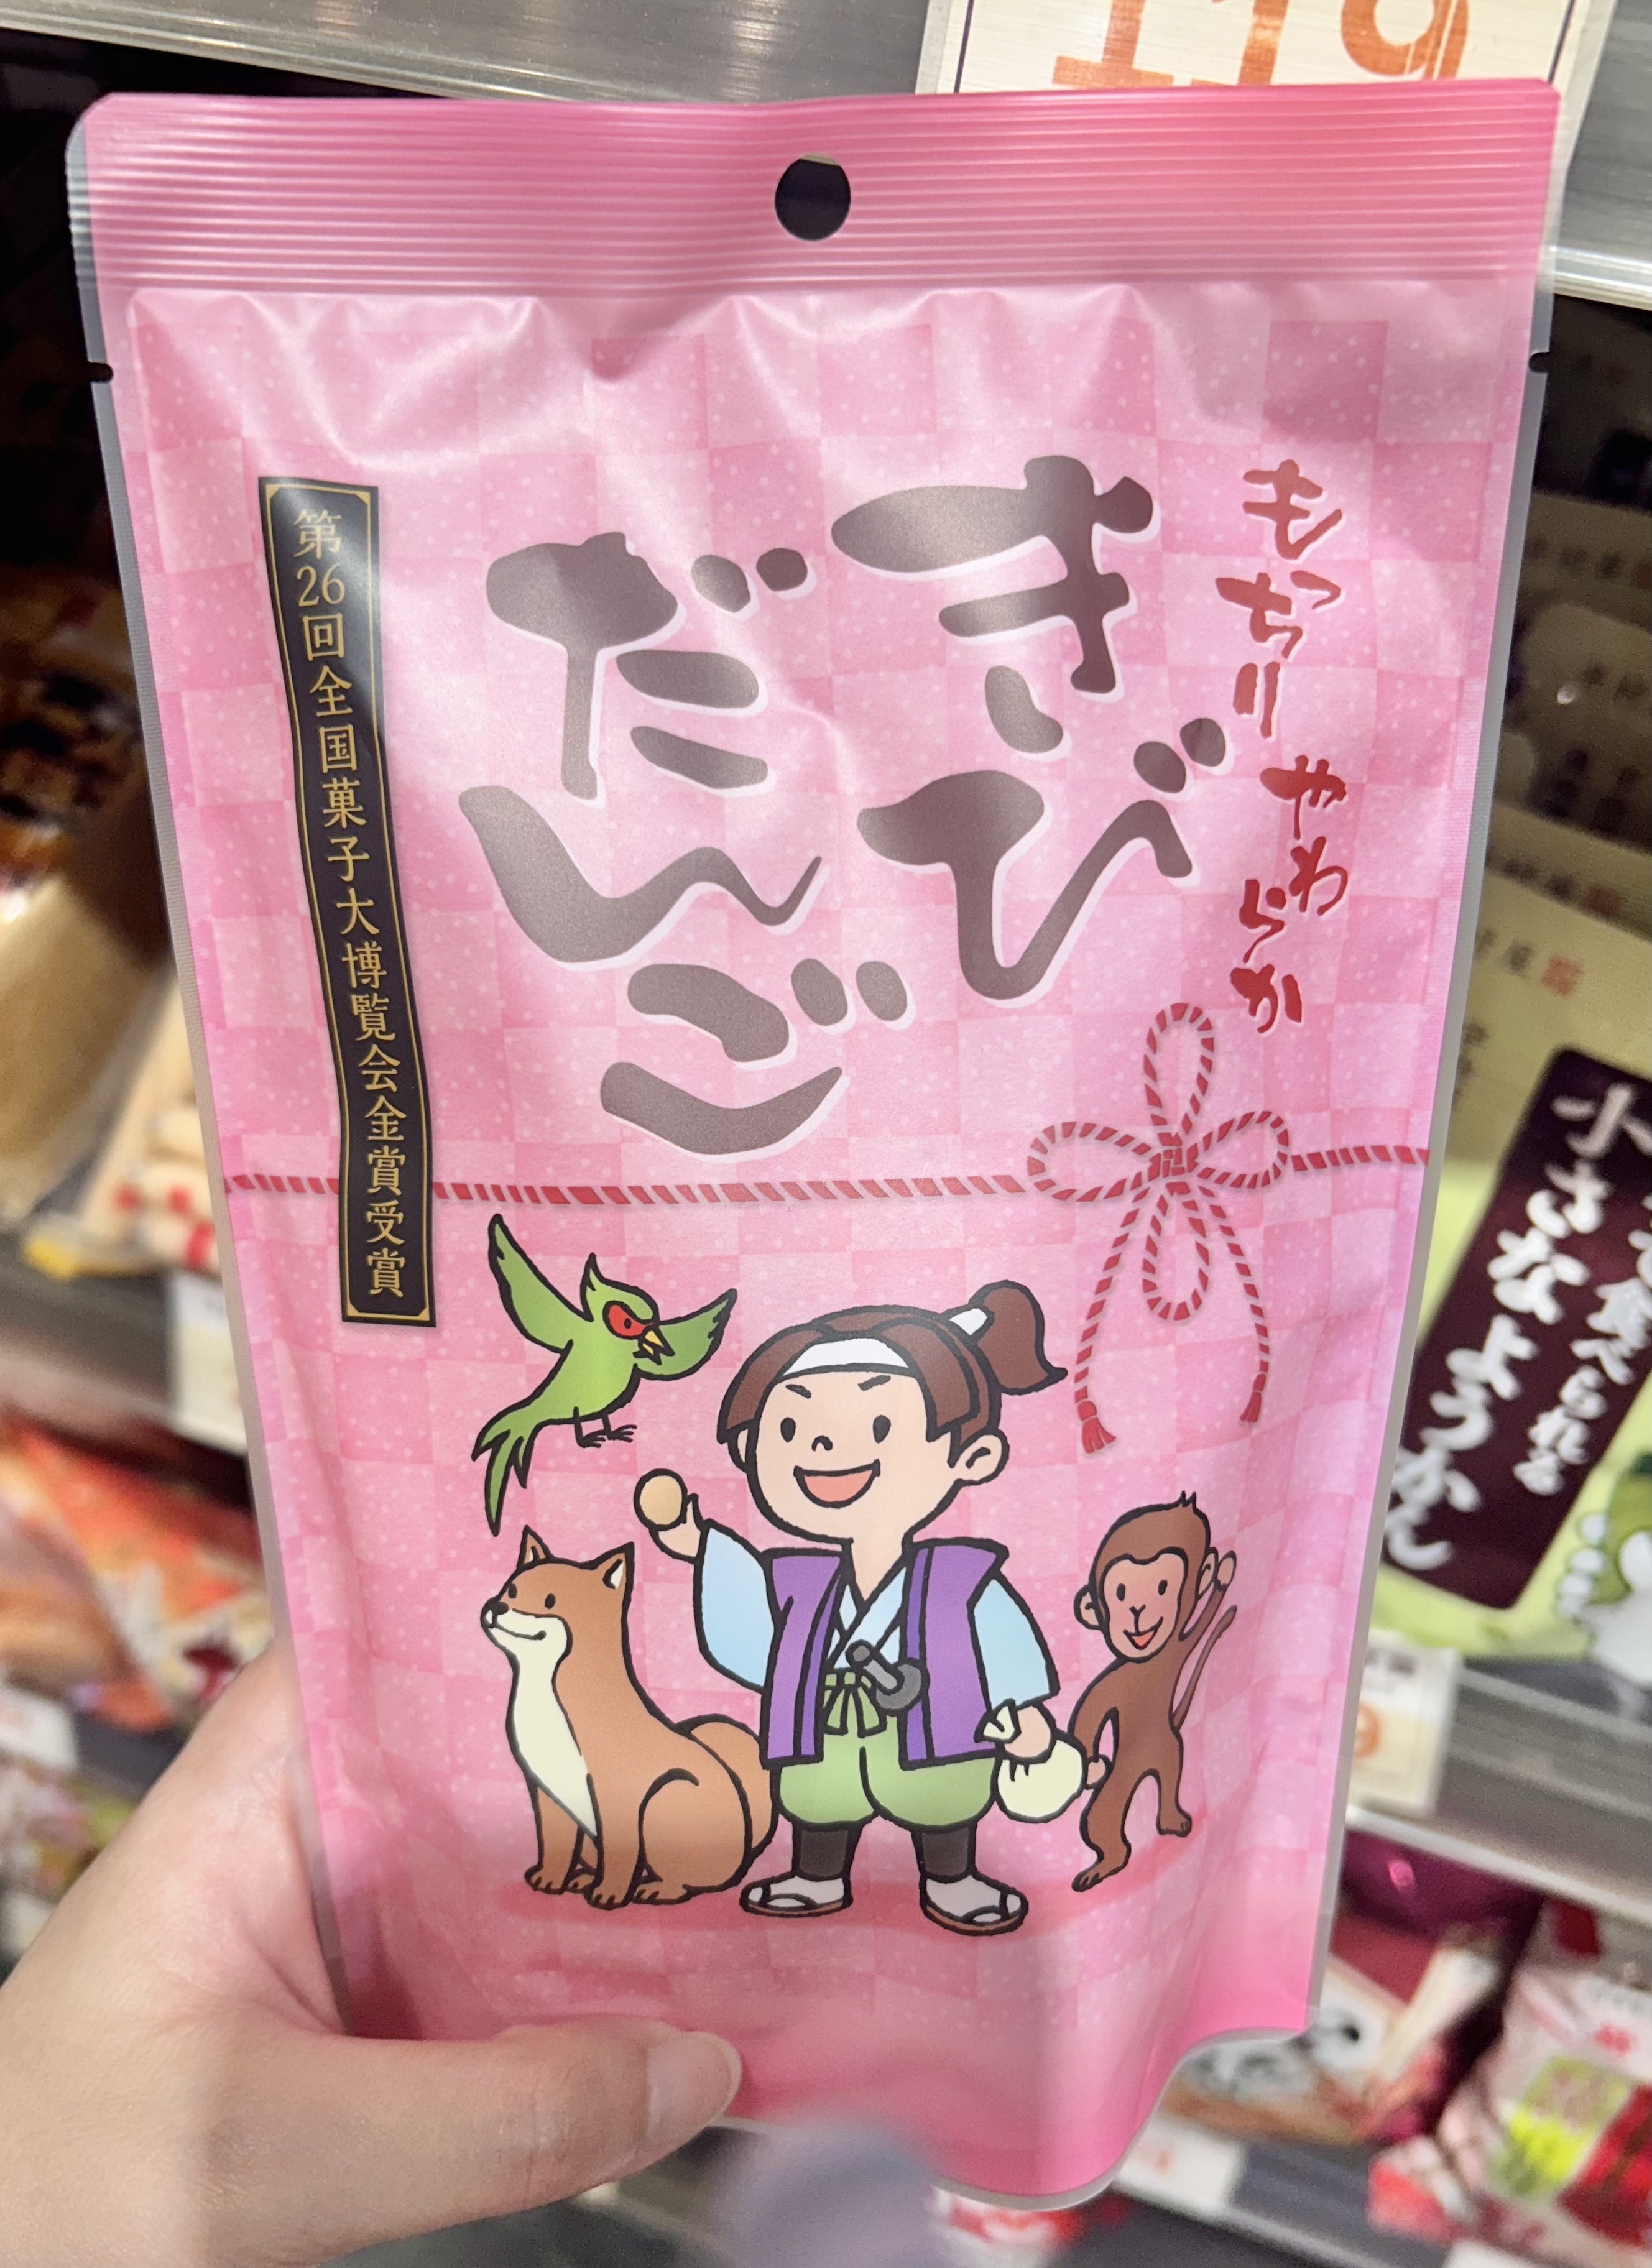 119
もっちり やわらか
きび
だんご
第26回全国菓子大博覧会金賞受賞
小さなようかん